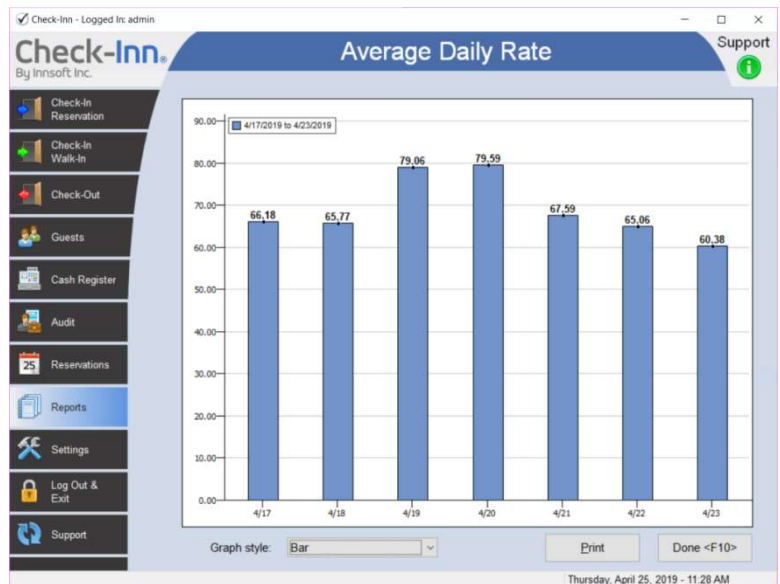 Check-Inn - Logged In: admin
Check-Inn®
By Innsoft Inc.
Average Daily Rate
Support
Check-In
Reservation
Check-In
Walk-In
Check-Out
Guests
Cash Register
Audit
25
Reservations
Reports
Settings
Log Out &
Exit
Support
4/17/2019 to 4/23/2019
90.00
80.00
70.00
60.00
50.00
40.00
30.00
20.00
10.00
0.00
66.18
65.77
79.06
79.59
67.59
65.06
60.38
4/17
4/18
4/19
4/20
4/21
4/22
4/23
Graph style:
Bar
Print
Done <F10>
Thursday, April 25, 2019 - 11:28 AM